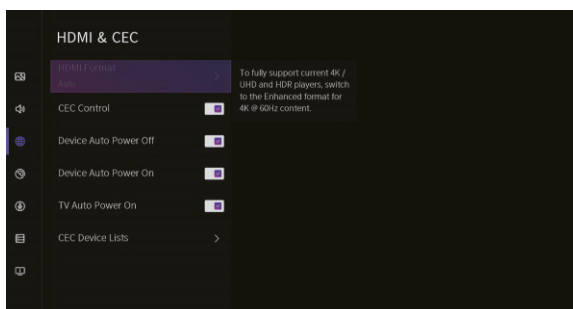 HDMI & CEC
HDMI Format
Auto
To fully support current 4K /
UHD and HDR players, switch
to the Enhanced format for
4K @ 60Hz content.
CEC Control
Device Auto Power Off
Device Auto Power On
TV Auto Power On
CEC Device Lists